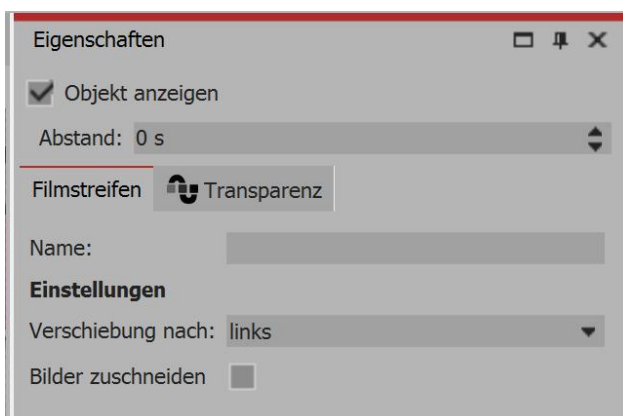 Eigenschaften
Objekt anzeigen
Abstand: 0 s
Filmstreifen Transparenz
Name:
Einstellungen
Verschiebung nach: links
Bilder zuschneiden